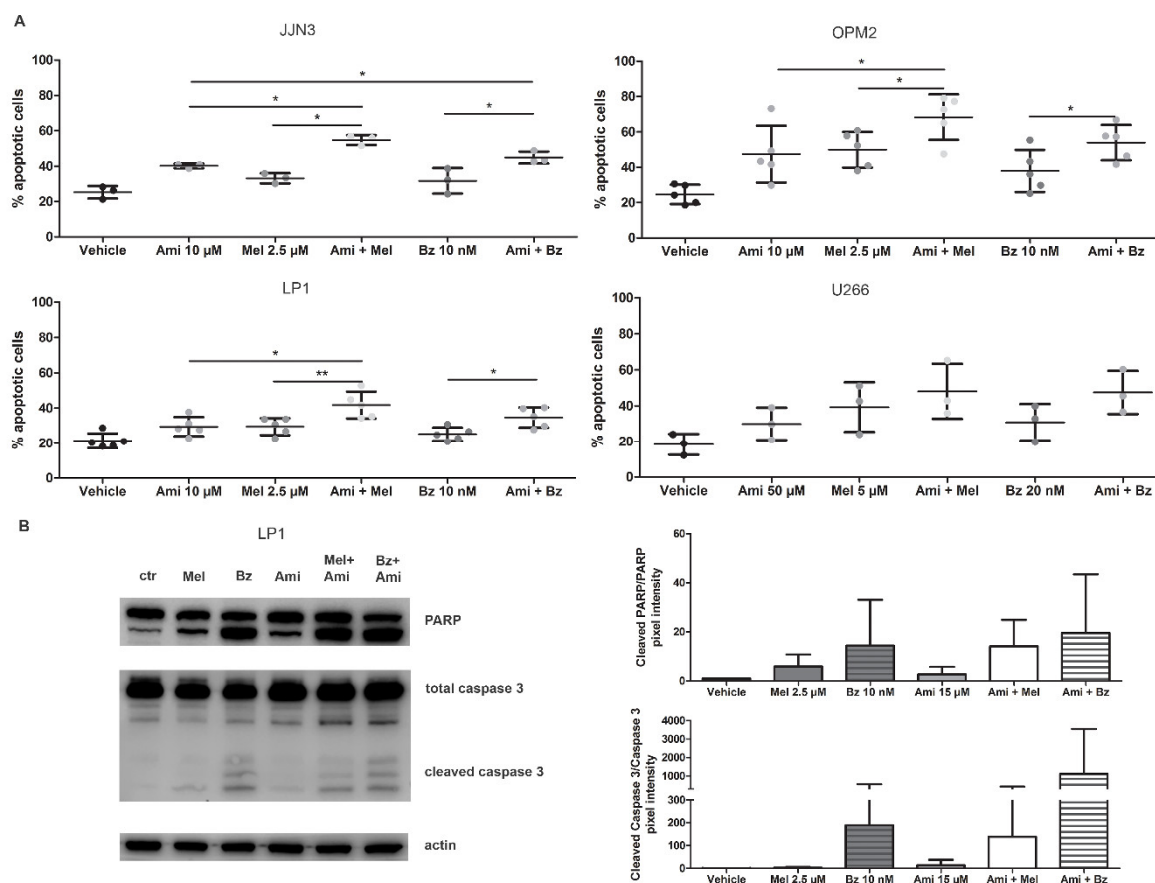 A
JJN3
% apoptotic cells
100
80
60
40
20
0
* * * *
Vehicle Ami 10 µM Mel 2.5 µM Ami + Mel Bz 10 nM Ami + Bz
OPM2
% apoptotic cells
100
80
60
40
20
0
* * *
Vehicle Ami 10 µM Mel 2.5 µM Ami + Mel Bz 10 nM Ami + Bz
LP1
% apoptotic cells
100
80
60
40
20
0
* ** *
Vehicle Ami 10 µM Mel 2.5 µM Ami + Mel Bz 10 nM Ami + Bz
U266
% apoptotic cells
100
80
60
40
20
0
Vehicle Ami 50 µM Mel 5 µM Ami + Mel Bz 20 nM Ami + Bz
B
LP1
ctr Mel Bz Ami Mel+ Ami Bz+ Ami
PARP
total caspase 3
cleaved caspase 3
actin
Cleaved PARP/PARP
pixel intensity
60
40
20
0
Vehicle Mel 2.5 µM Bz 10 nM Ami 15 µM Ami + Mel Ami + Bz
Cleaved Caspase 3/Caspase 3
pixel intensity
4000
3000
2000
1000
300
200
100
0
Vehicle Mel 2.5 µM Bz 10 nM Ami 15 µM Ami + Mel Ami + Bz